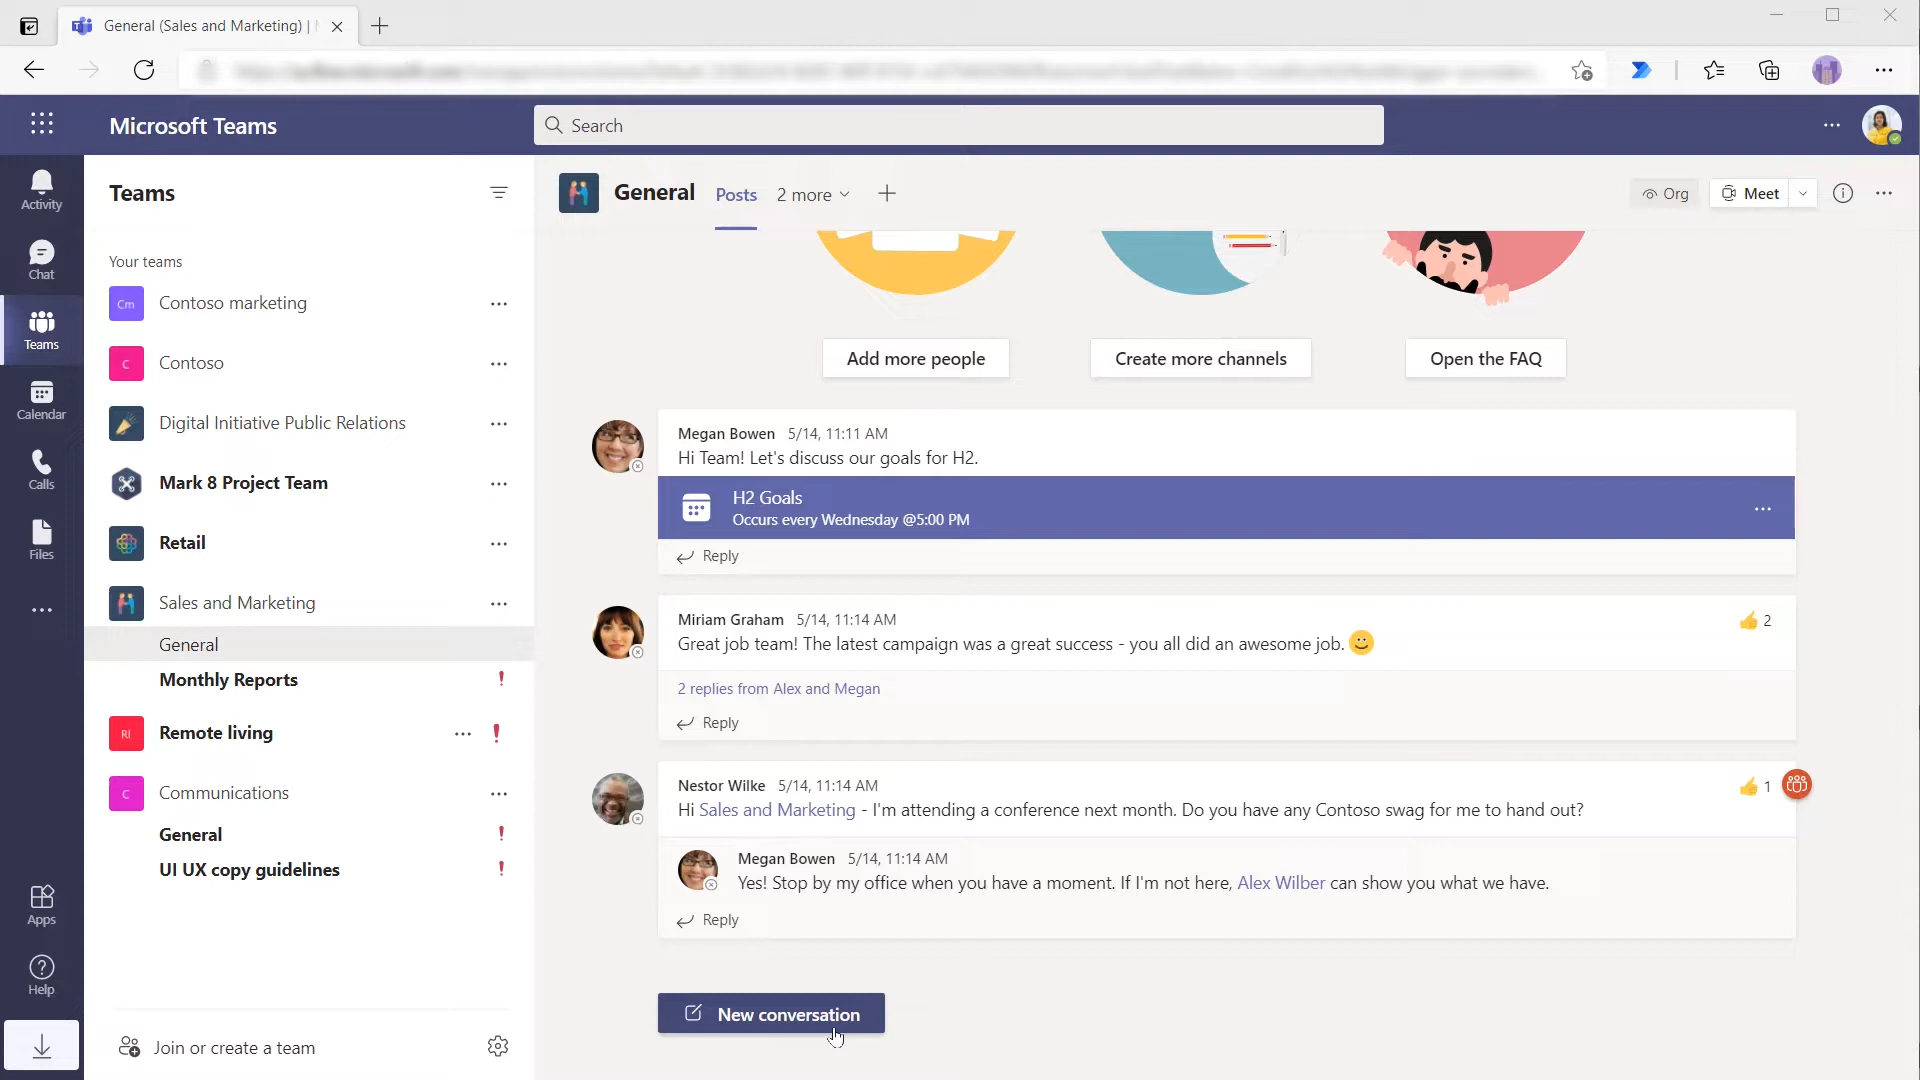 General (Sales and Marketing) |
Microsoft Teams
Search
Activity
Chat
Teams
Calendar
Calls
Files
Apps
Help
Teams
Your teams
Cm Contoso marketing
C Contoso
Digital Initiative Public Relations
Mark 8 Project Team
Retail
Sales and Marketing
General
Monthly Reports
Rl Remote living
C Communications
General
UI UX copy guidelines
Join or create a team
General Posts 2 more
Org Meet
Add more people Create more channels Open the FAQ
Megan Bowen 5/14, 11:11 AM
Hi Team! Let's discuss our goals for H2.
H2 Goals
Occurs every Wednesday @5:00 PM
Reply
Miriam Graham 5/14, 11:14 AM 👍 2
Great job team! The latest campaign was a great success - you all did an awesome job. 🙂
2 replies from Alex and Megan
Reply
Nestor Wilke 5/14, 11:14 AM 👍 1
Hi Sales and Marketing - I'm attending a conference next month. Do you have any Contoso swag for me to hand out?
Megan Bowen 5/14, 11:14 AM
Yes! Stop by my office when you have a moment. If I'm not here, Alex Wilber can show you what we have.
Reply
New conversation